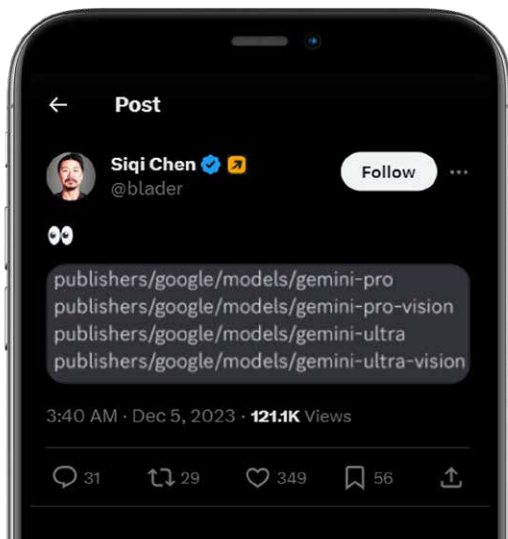 Post
Siqi Chen
@blader
Follow
👀
publishers/google/models/gemini-pro
publishers/google/models/gemini-pro-vision
publishers/google/models/gemini-ultra
publishers/google/models/gemini-ultra-vision
3:40 AM · Dec 5, 2023 · 121.1K Views
31 29 349 56